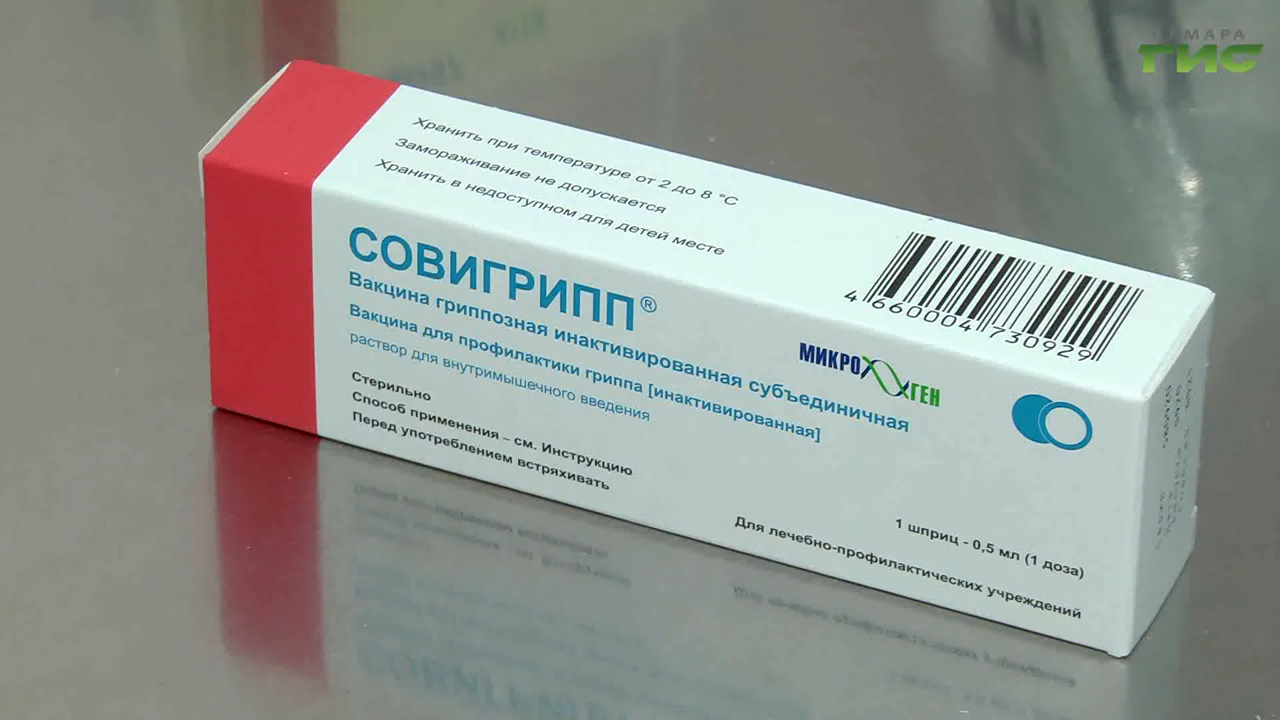 САМАРА
ГИС
Хранить при температуре от 2 до 8 °C
Замораживание не допускается
Хранить в недоступном для детей месте
4 660004 730929
СОВИГРИПП®
Вакцина гриппозная инактивированная субъединичная
Вакцина для профилактики гриппа [инактивированная]
раствор для внутримышечного введения
МИКРОГЕН
Стерильно
Способ применения – см. Инструкцию
Перед употреблением встряхивать
1 шприц - 0,5 мл (1 доза)
Для лечебно-профилактических учреждений